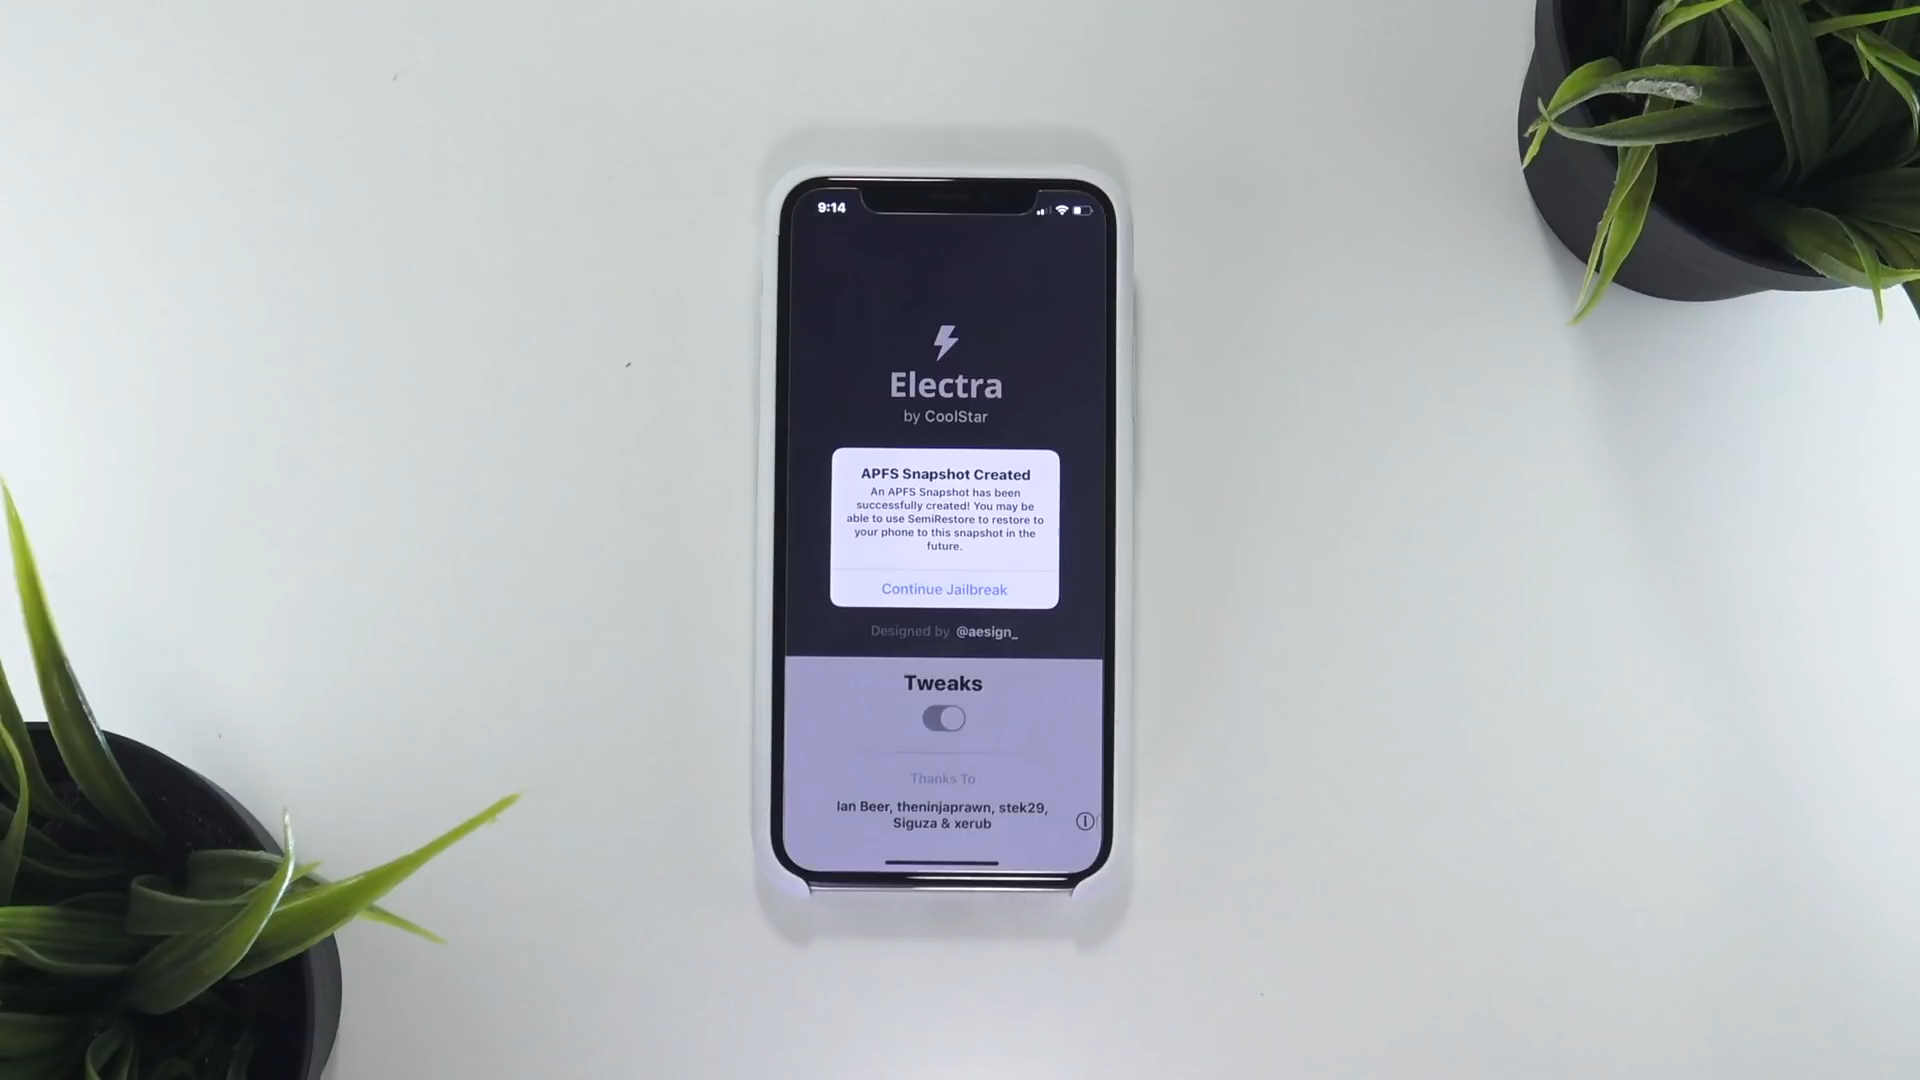 9:14
Electra
by CoolStar
APFS Snapshot Created
An APFS Snapshot has been
successfully created! You may be
able to use SemiRestore to restore to
your phone to this snapshot in the
future.
Continue Jailbreak
Designed by @aesign_
Tweaks
Thanks To
Ian Beer, theninjaprawn, stek29,
Siguza & xerub